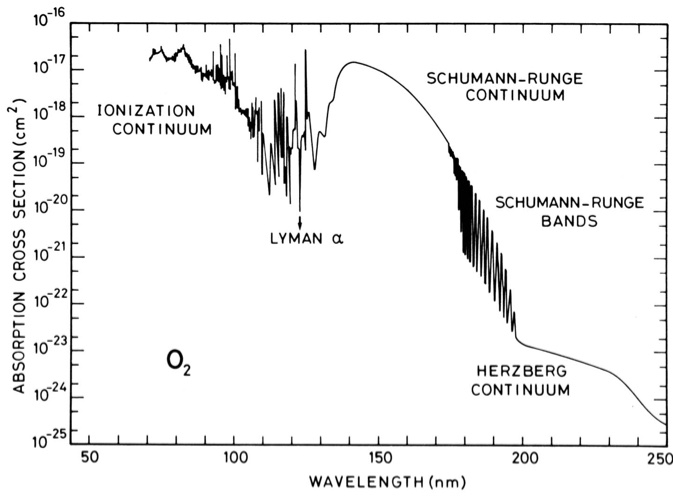 10⁻¹⁶
10⁻¹⁷
10⁻¹⁸
10⁻¹⁹
10⁻²⁰
10⁻²¹
10⁻²²
10⁻²³
10⁻²⁴
10⁻²⁵
ABSORPTION CROSS SECTION (cm²)
IONIZATION
CONTINUUM
SCHUMANN-RUNGE
CONTINUUM
SCHUMANN-RUNGE
BANDS
LYMAN α
O₂
HERZBERG
CONTINUUM
50 100 150 200 250
WAVELENGTH (nm)